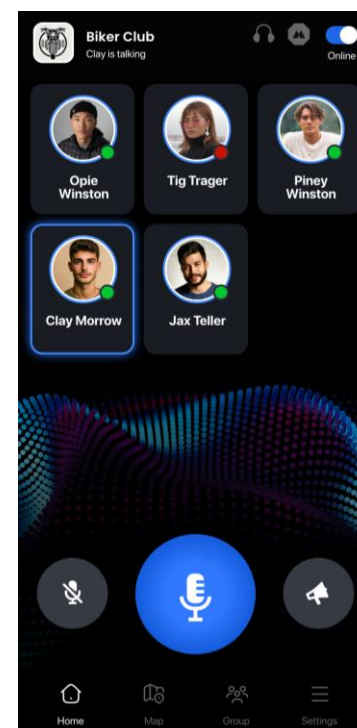 Biker Club
Clay is talking
Online
Opie
Winston
Tig Trager
Piney
Winston
Clay Morrow
Jax Teller
Home
Map
Group
Settings